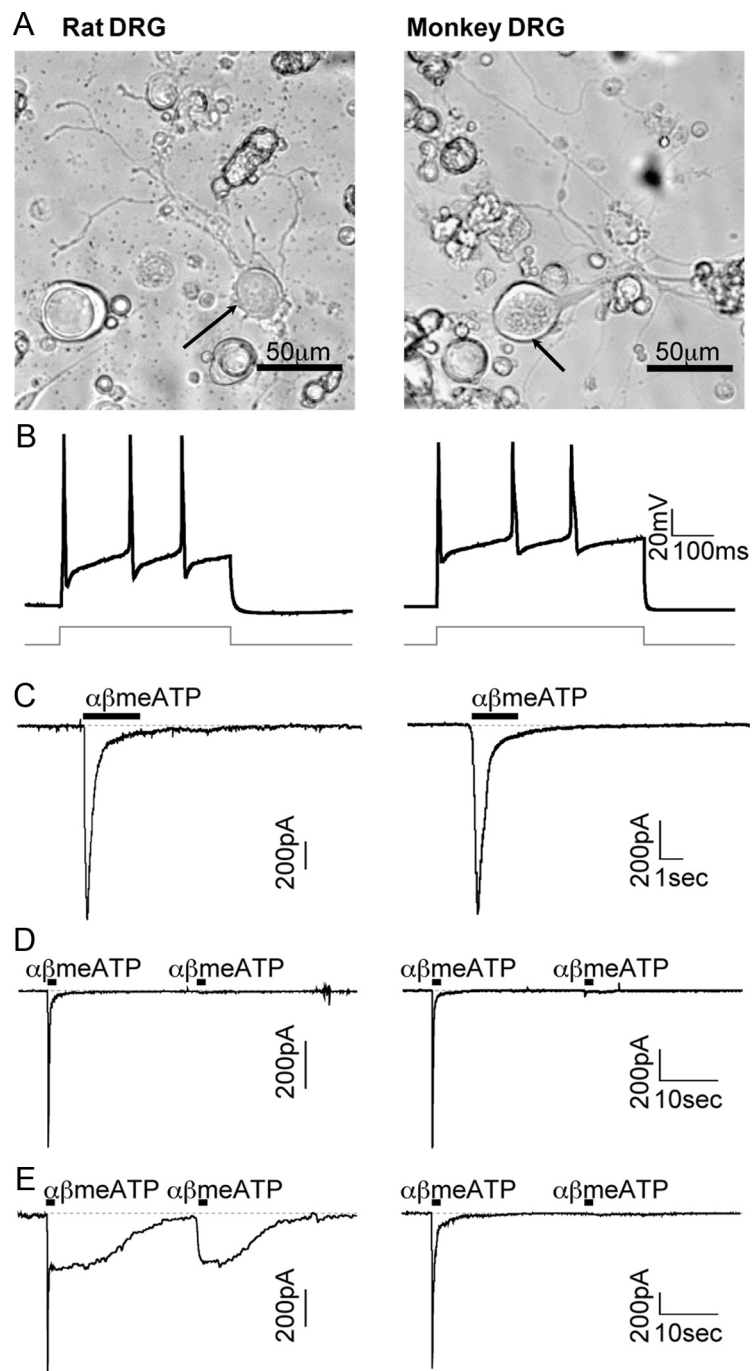 A Rat DRG Monkey DRG
50μm 50μm
B
20mV
100ms
C
αβmeATP αβmeATP
200pA 200pA
1sec
D
αβmeATP αβmeATP αβmeATP αβmeATP
200pA 200pA
10sec
E
αβmeATP αβmeATP αβmeATP αβmeATP
200pA 200pA
10sec